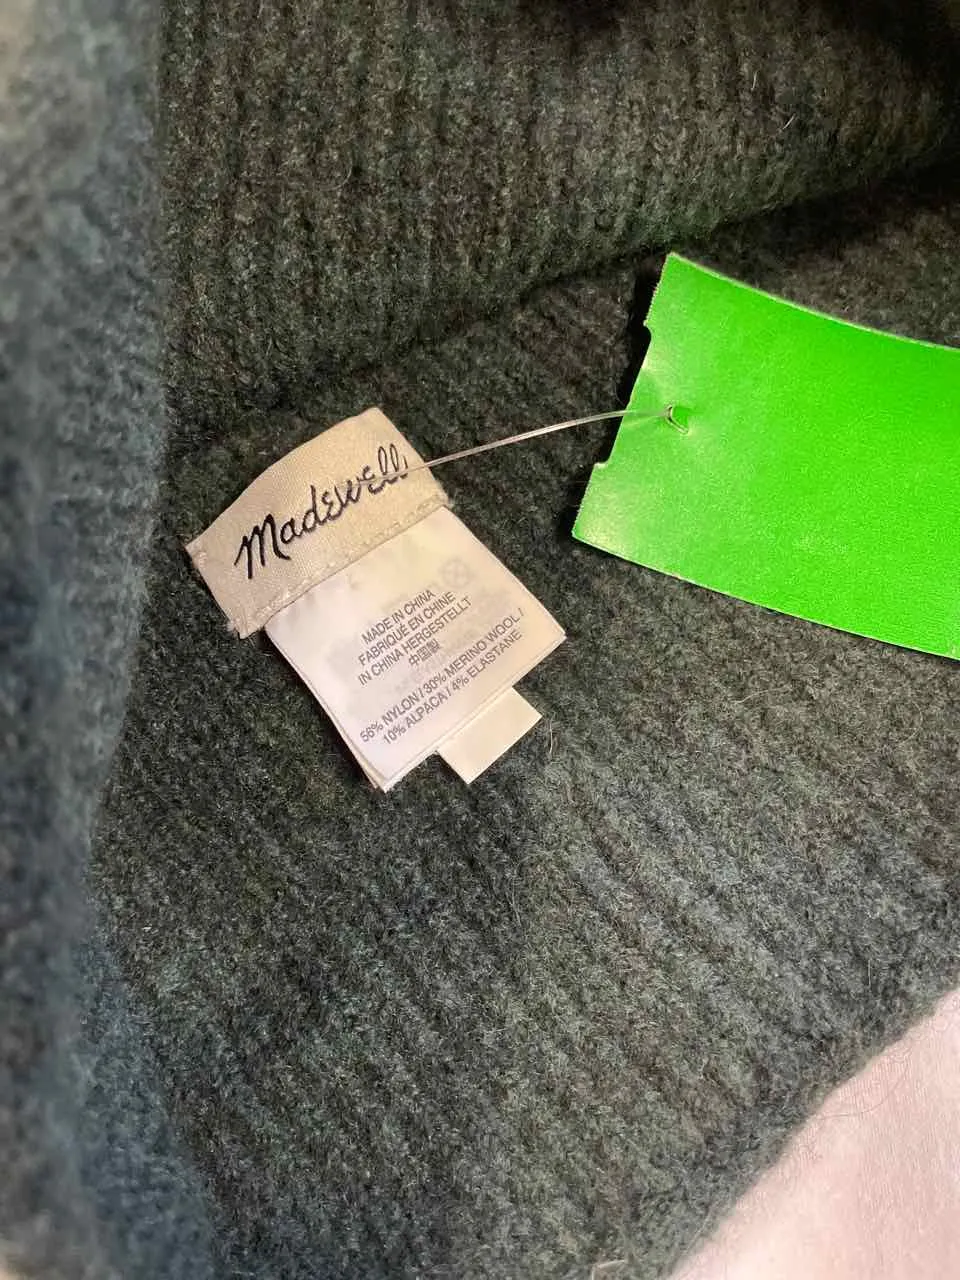 Madewell
MADE IN CHINA
FABRIQUÉ EN CHINE
IN CHINA HERGESTELLT
中国製
56% NYLON / 30% MERINO WOOL /
10% ALPACA / 4% ELASTANE